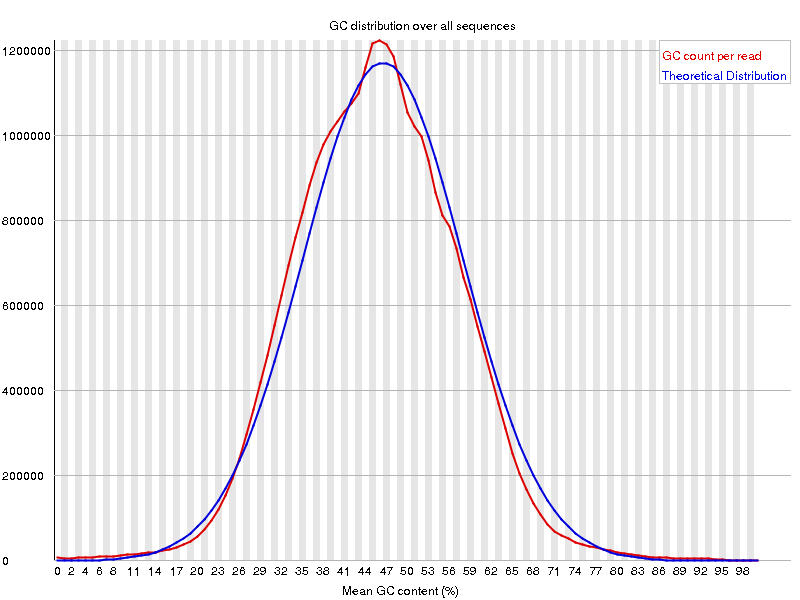 GC distribution over all sequences
GC count per read
Theoretical Distribution
1200000
1000000
800000
600000
400000
200000
0
0 2 4 6 8 11 14 17 20 23 26 29 32 35 38 41 44 47 50 53 56 59 62 65 68 71 74 77 80 83 86 89 92 95 98
Mean GC content (%)